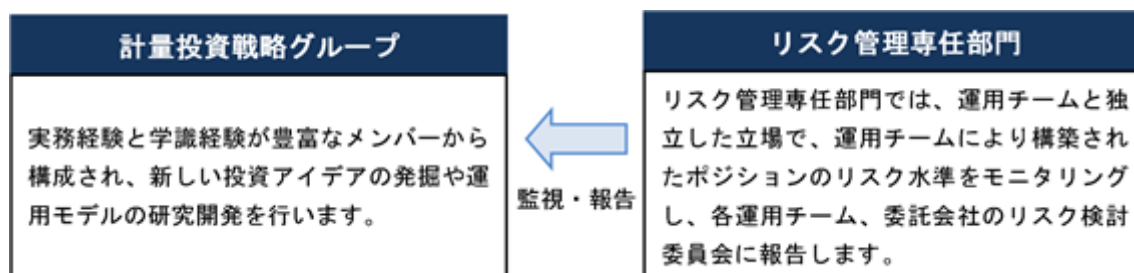 計量投資戦略グループ
実務経験と学識経験が豊富なメンバーから
構成され、新しい投資アイデアの発掘や運
用モデルの研究開発を行います。
監視・報告
リスク管理専任部門
リスク管理専任部門では、運用チームと独
立した立場で、運用チームにより構築され
たポジションのリスク水準をモニタリング
し、各運用チーム、委託会社のリスク検討
委員会に報告します。